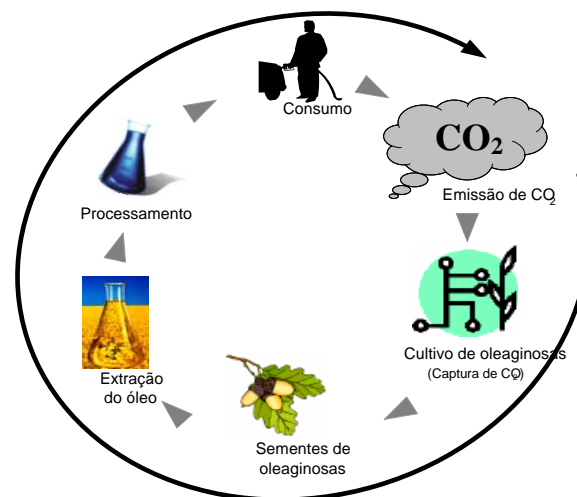 Consumo
CO₂
Emissão de CO₂
Cultivo de oleaginosas
(Captura de CO₂)
Sementes de
oleaginosas
Extração
do óleo
Processamento